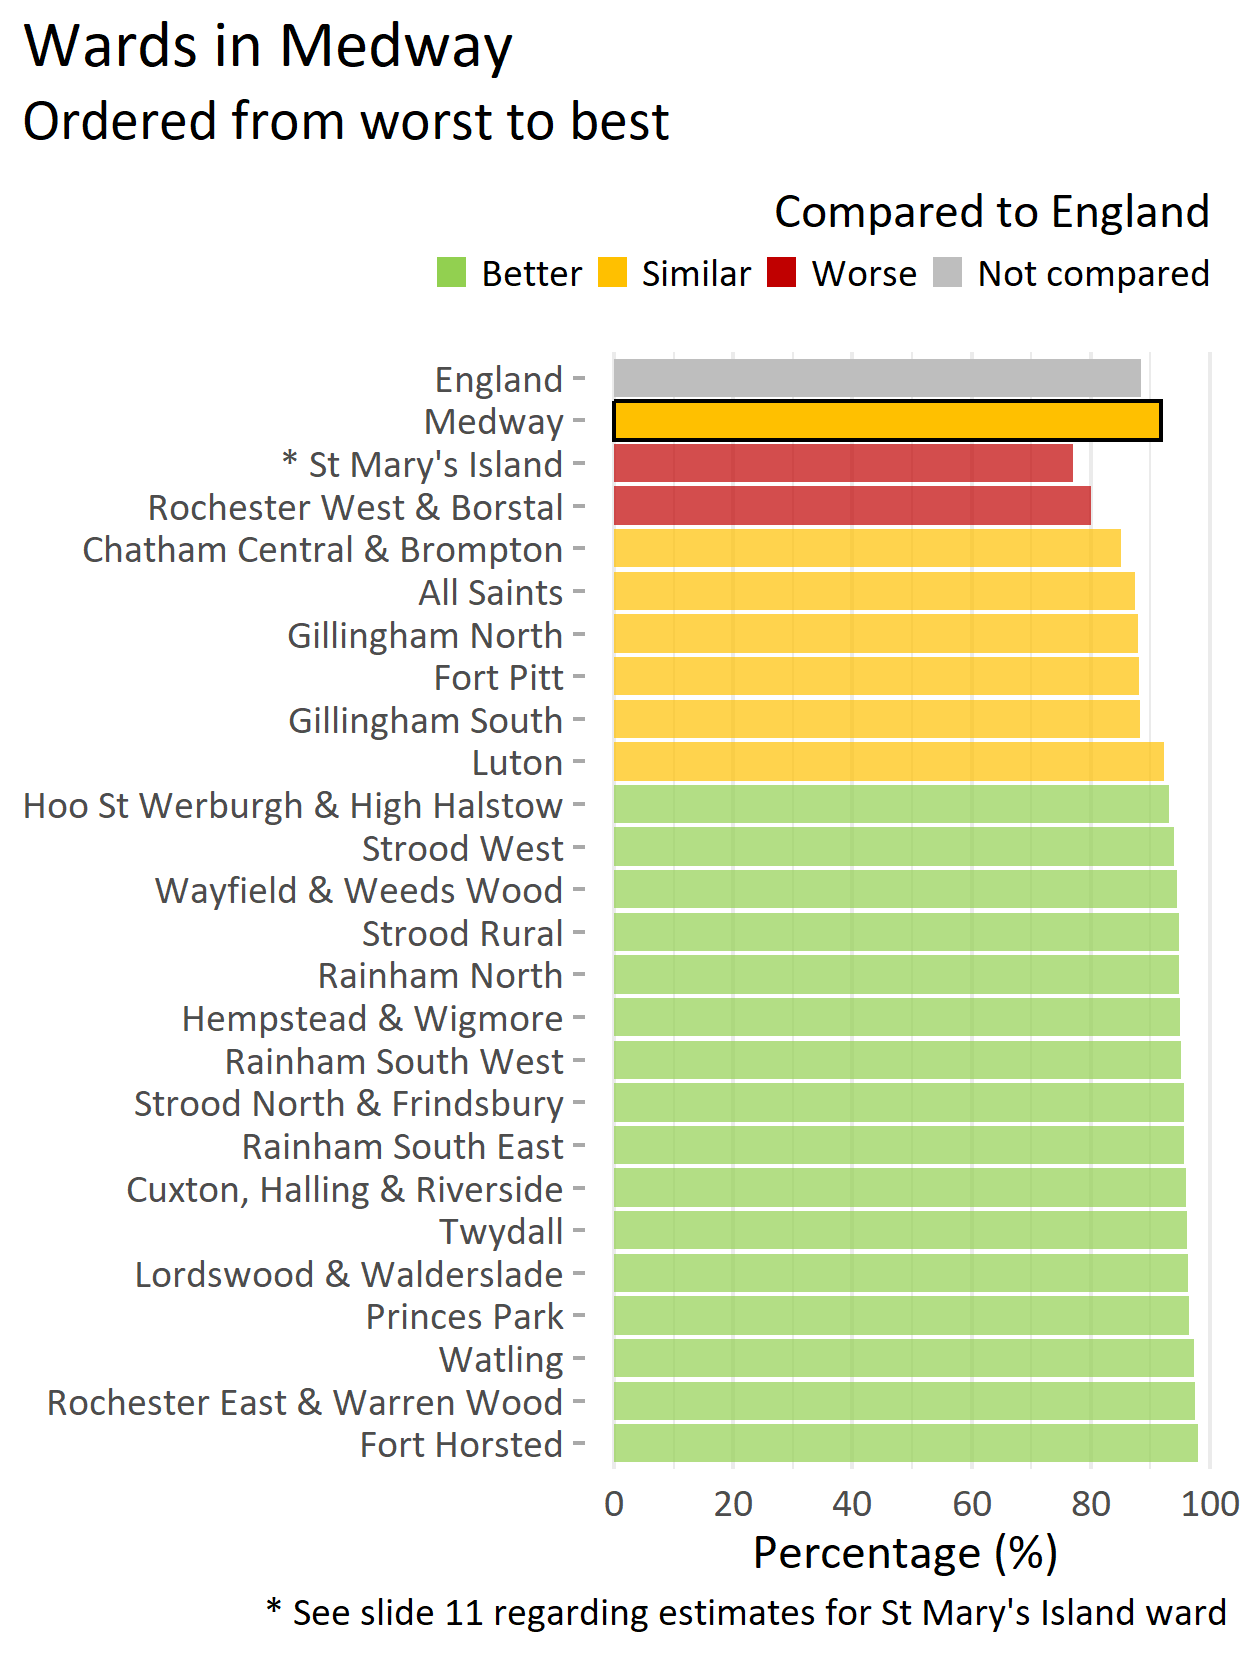 Wards in Medway
Ordered from worst to best
Compared to England
Better Similar Worse Not compared
England
Medway
* St Mary's Island
Rochester West & Borstal
Chatham Central & Brompton
All Saints
Gillingham North
Fort Pitt
Gillingham South
Luton
Hoo St Werburgh & High Halstow
Strood West
Wayfield & Weeds Wood
Strood Rural
Rainham North
Hempstead & Wigmore
Rainham South West
Strood North & Frindsbury
Rainham South East
Cuxton, Halling & Riverside
Twydall
Lordswood & Walderslade
Princes Park
Watling
Rochester East & Warren Wood
Fort Horsted
0 20 40 60 80 100
Percentage (%)
* See slide 11 regarding estimates for St Mary's Island ward